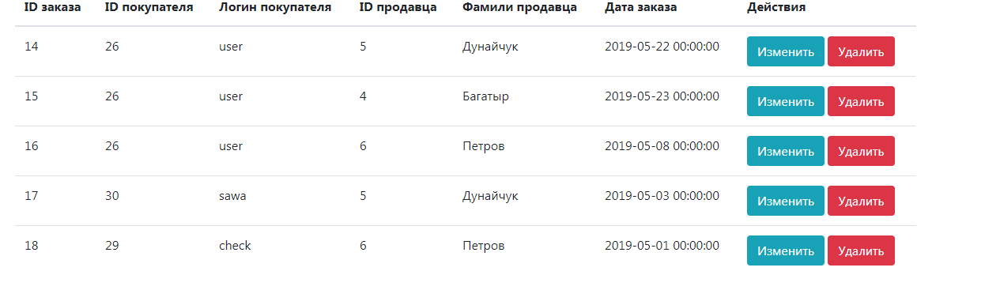 ID заказа ID покупателя Логин покупателя ID продавца Фамили продавца Дата заказа Действия
14 26 user 5 Дунайчук 2019-05-22 00:00:00 Изменить Удалить
15 26 user 4 Багатыр 2019-05-23 00:00:00 Изменить Удалить
16 26 user 6 Петров 2019-05-08 00:00:00 Изменить Удалить
17 30 sawa 5 Дунайчук 2019-05-03 00:00:00 Изменить Удалить
18 29 check 6 Петров 2019-05-01 00:00:00 Изменить Удалить